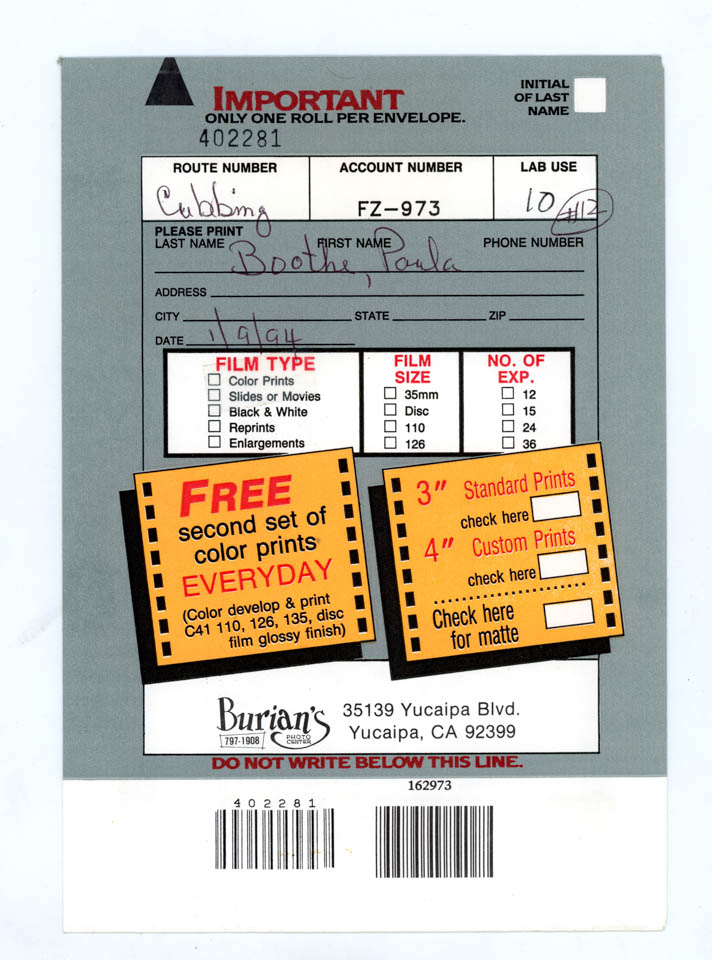 IMPORTANT
ONLY ONE ROLL PER ENVELOPE.
INITIAL
OF LAST
NAME
402281
ROUTE NUMBER ACCOUNT NUMBER LAB USE
Cubbing FZ-973 10 #12
PLEASE PRINT
LAST NAME FIRST NAME PHONE NUMBER
Boothe, Paula
ADDRESS
CITY STATE ZIP
DATE 1/9/94
FILM TYPE
Color Prints
Slides or Movies
Black & White
Reprints
Enlargements
FILM
SIZE
35mm
Disc
110
126
NO. OF
EXP.
12
15
24
36
FREE
second set of
color prints
EVERYDAY
(Color develop & print
C41 110, 126, 135, disc
film glossy finish)
3" Standard Prints
check here
4" Custom Prints
check here
Check here
for matte
Burian's
797-1908 PHOTO CENTER
35139 Yucaipa Blvd.
Yucaipa, CA 92399
DO NOT WRITE BELOW THIS LINE.
162973
402281